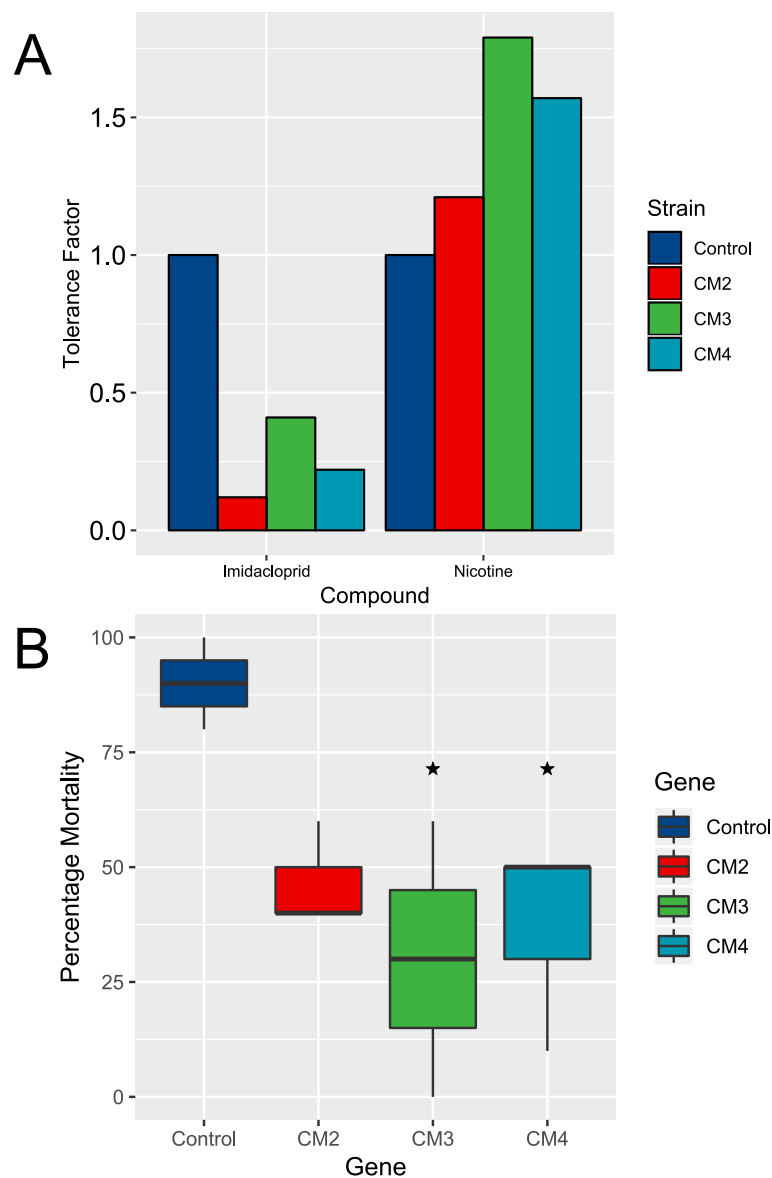 A
Tolerance Factor
1.5
1.0
0.5
0.0
Imidacloprid
Nicotine
Compound
Strain
Control
CM2
CM3
CM4
B
Percentage Mortality
100
75
50
25
0
Control
CM2
CM3
CM4
Gene
Gene
Control
CM2
CM3
CM4